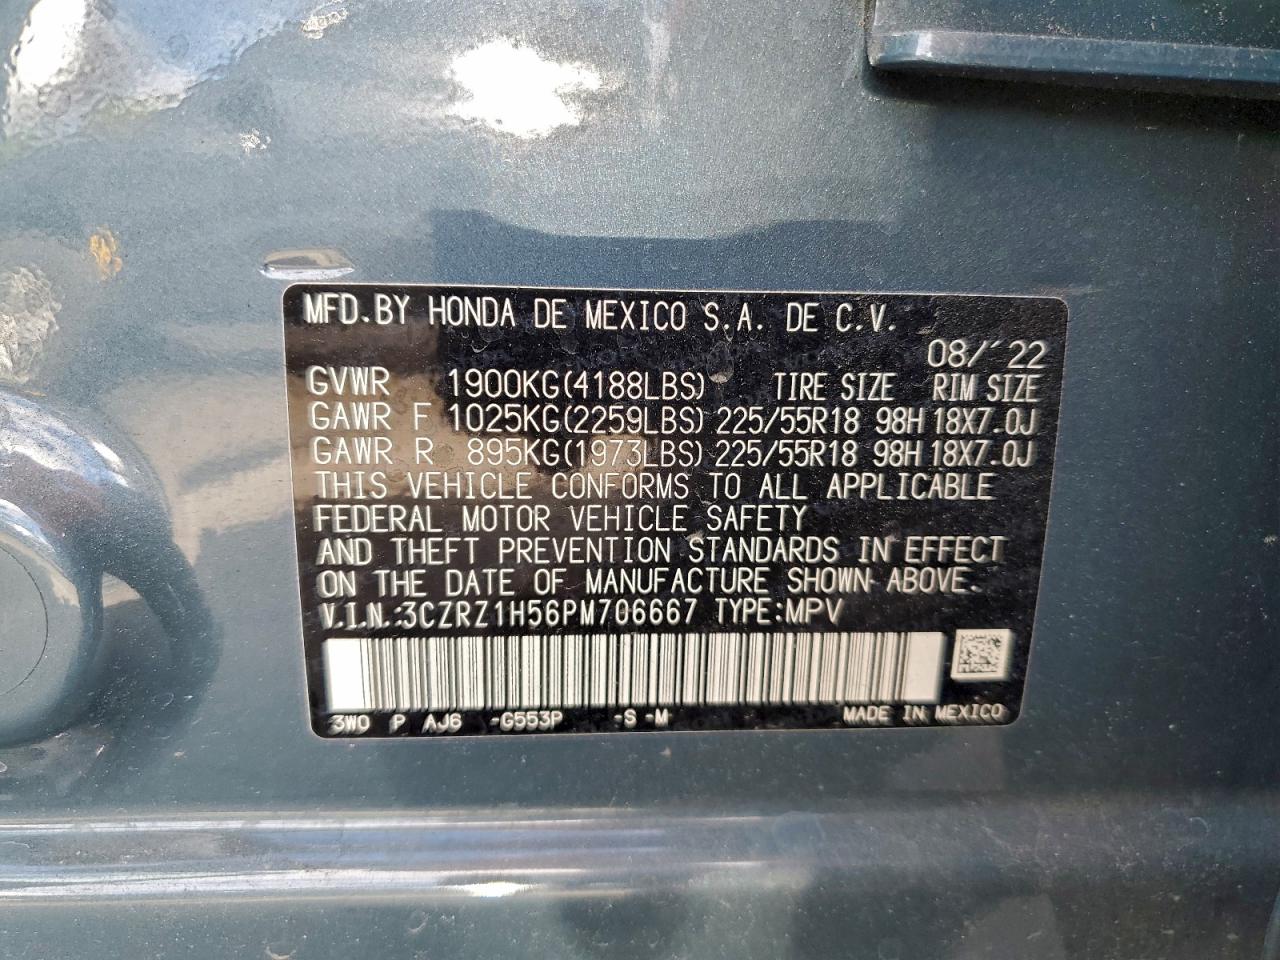 MFD.BY HONDA DE MEXICO S.A. DE C.V.
08/´22
GVWR 1900KG(4188LBS) TIRE SIZE RIM SIZE
GAWR F 1025KG(2259LBS) 225/55R18 98H 18X7.0J
GAWR R 895KG(1973LBS) 225/55R18 98H 18X7.0J
THIS VEHICLE CONFORMS TO ALL APPLICABLE
FEDERAL MOTOR VEHICLE SAFETY
AND THEFT PREVENTION STANDARDS IN EFFECT
ON THE DATE OF MANUFACTURE SHOWN ABOVE.
V.I.N.:3CZRZ1H56PM706667 TYPE:MPV
3W0 P AJ6 -G553P -S -M MADE IN MEXICO